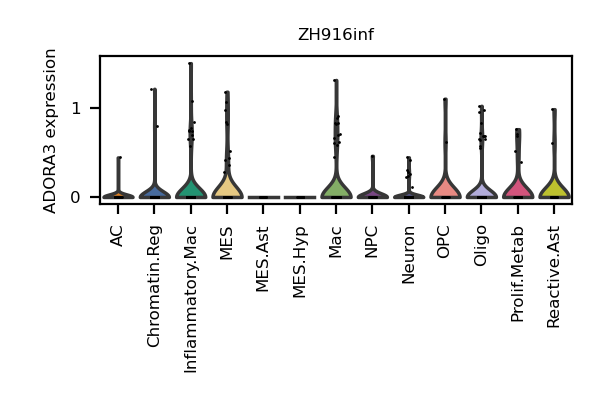 ZH916inf
ADORA3 expression
1
0
AC
Chromatin.Reg
Inflammatory.Mac
MES
MES.Ast
MES.Hyp
Mac
NPC
Neuron
OPC
Oligo
Prolif.Metab
Reactive.Ast